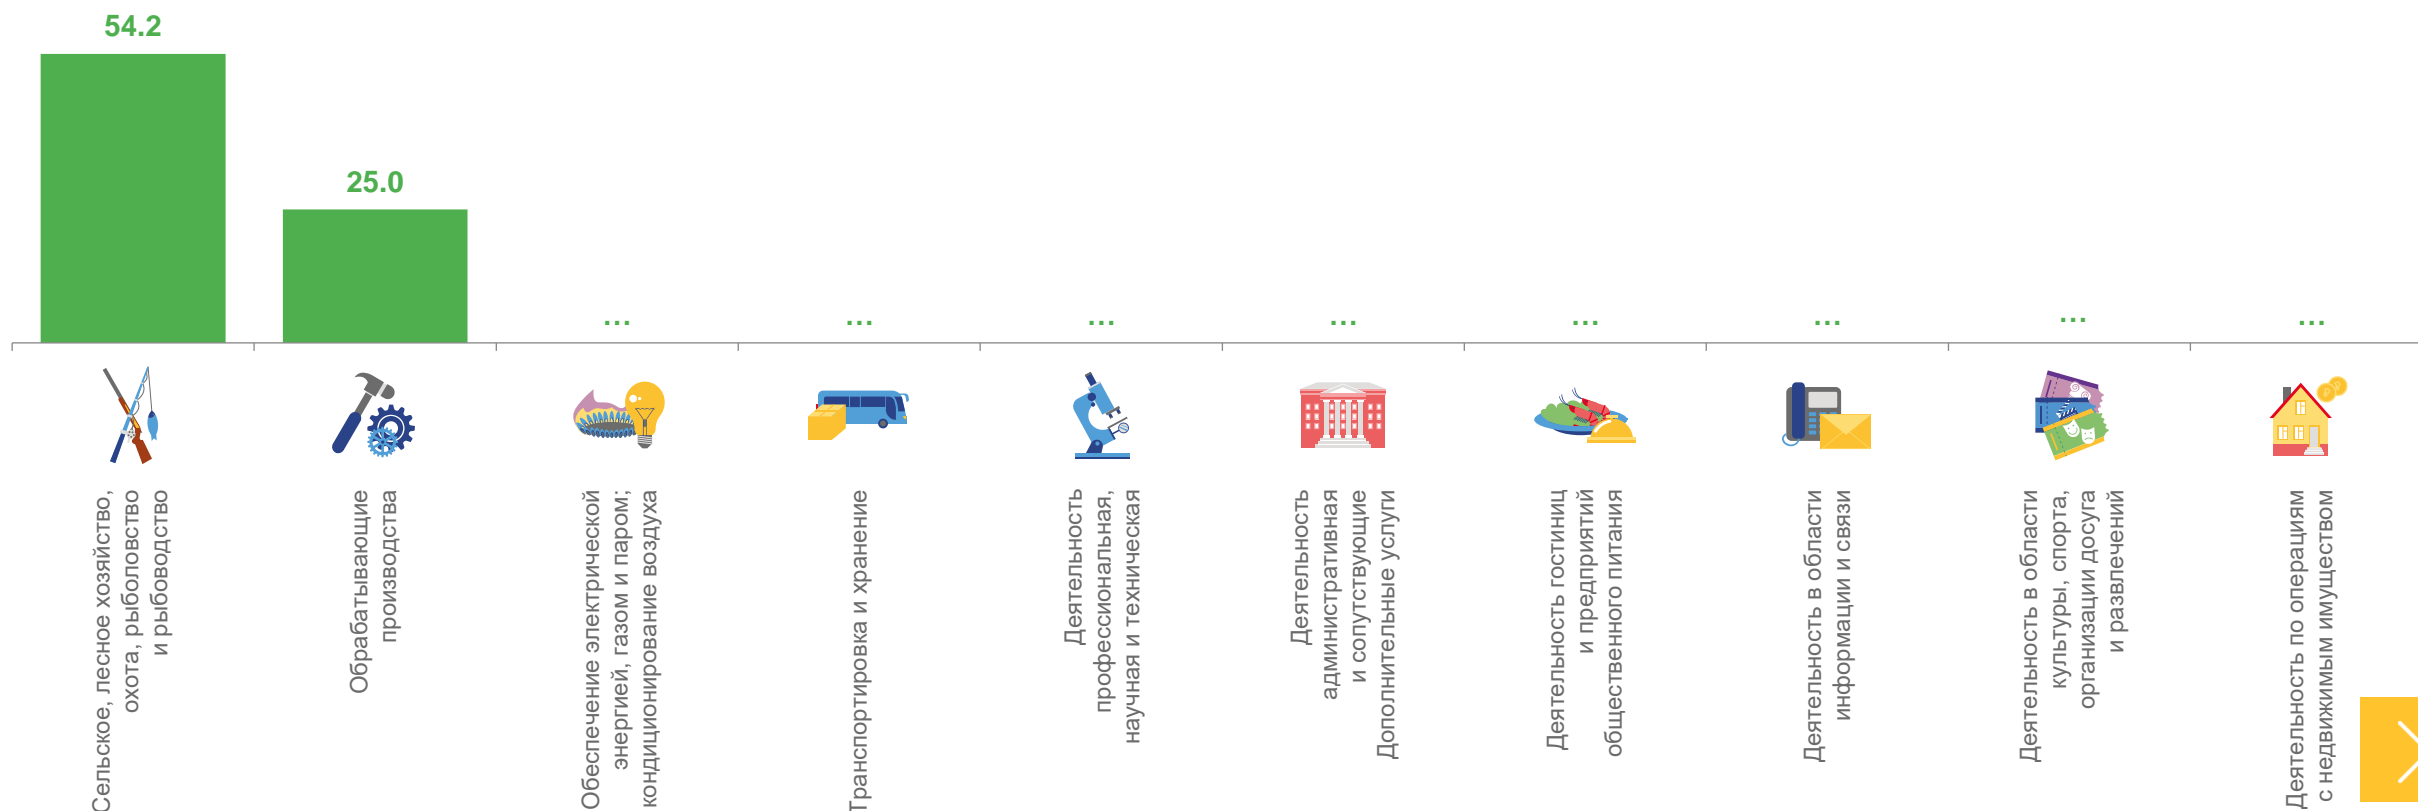 54.2
25.0
...
...
...
...
...
...
...
...
Сельское, лесное хозяйство,
охота, рыболовство
и рыбоводство
Обрабатывающие
производства
Обеспечение электрической
энергией, газом и паром;
кондиционирование воздуха
Транспортировка и хранение
Деятельность
профессиональная,
научная и техническая
Деятельность
административная
и сопутствующие
Дополнительные услуги
Деятельность гостиниц
и предприятий
общественного питания
Деятельность в области
информации и связи
Деятельность в области
культуры, спорта,
организации досуга
и развлечений
Деятельность по операциям
с недвижимым имуществом